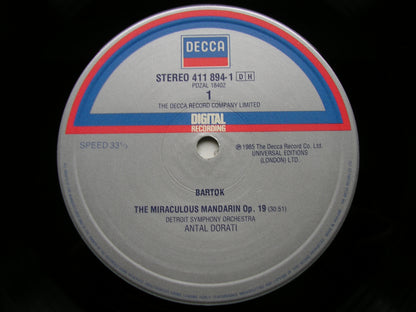 DECCA
STEREO 411 894-1 DH
PDZAL 18402
1
THE DECCA RECORD COMPANY LIMITED
DIGITAL
RECORDING
SPEED 33⅓
Ⓟ 1985 The Decca Record Co. Ltd.
UNIVERSAL EDITIONS
(LONDON) LTD.
BARTOK
THE MIRACULOUS MANDARIN Op. 19 (30:51)
DETROIT SYMPHONY ORCHESTRA
ANTAL DORATI